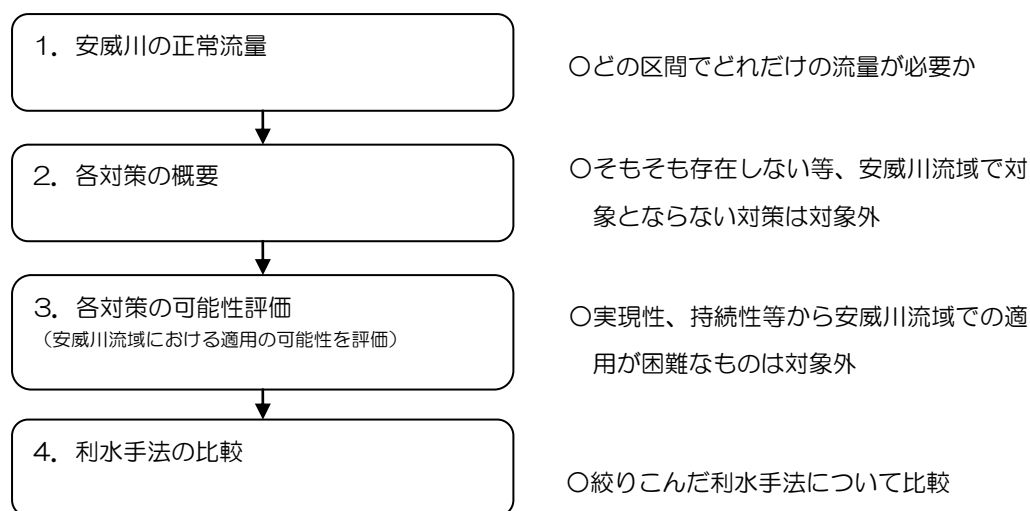 1．安威川の正常流量
〇どの区間でどれだけの流量が必要か
2．各対策の概要
〇そもそも存在しない等、安威川流域で対
象とならない対策は対象外
3．各対策の可能性評価
（安威川流域における適用の可能性を評価）
〇実現性、持続性等から安威川流域での適
用が困難なものは対象外
4．利水手法の比較
〇絞りこんだ利水手法について比較